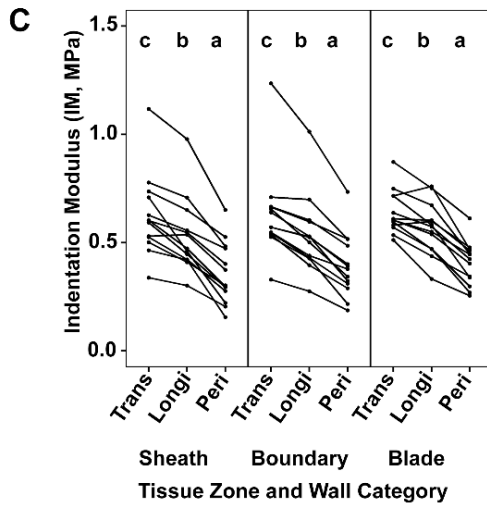 C
Indentation Modulus (IM, MPa)
1.5
1.0
0.5
0.0
c b a c b a c b a
Trans Longi Peri Trans Longi Peri Trans Longi Peri
Sheath Boundary Blade
Tissue Zone and Wall Category